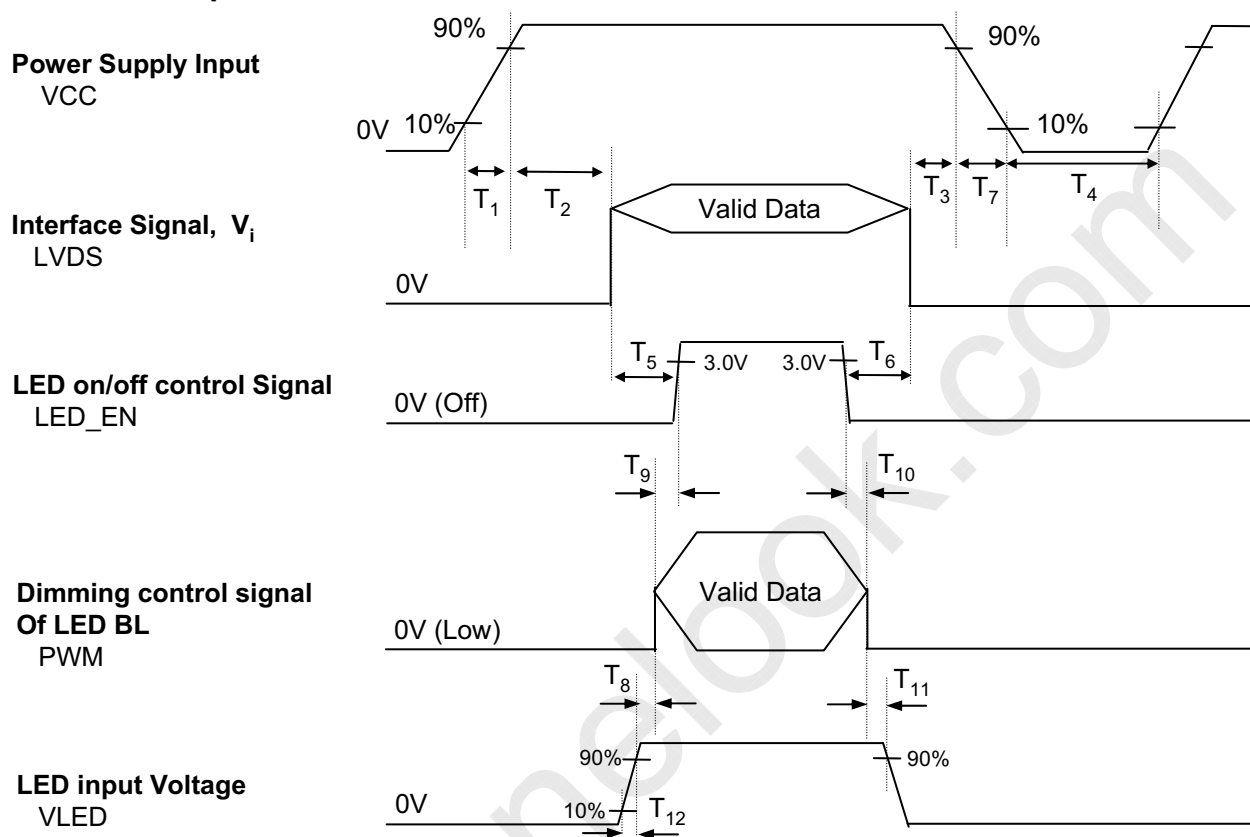 90%
90%
Power Supply Input
VCC
0V
10%
10%
T1
T2
T3
T7
T4
Valid Data
Interface Signal, Vi
LVDS
0V
T5
3.0V
3.0V
T6
LED on/off control Signal
LED_EN
0V (Off)
T9
T10
Dimming control signal
Of LED BL
PWM
Valid Data
0V (Low)
T8
T11
90%
90%
LED input Voltage
VLED
0V
10%
T12